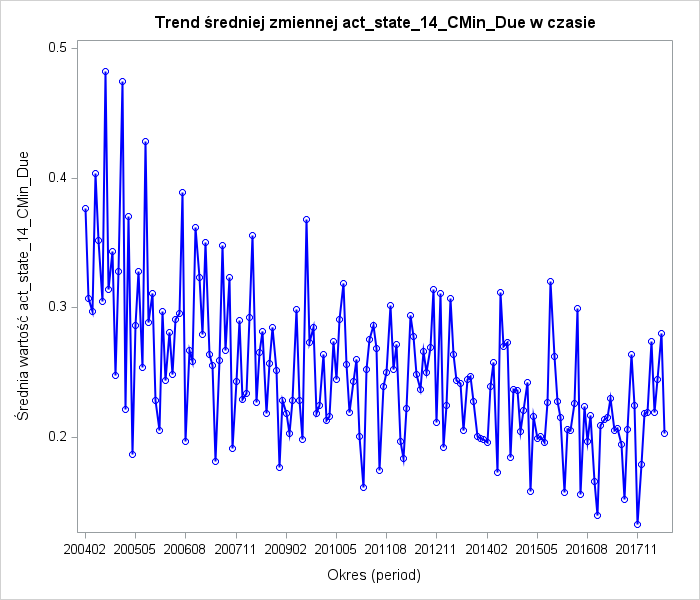 Trend średniej zmiennej act_state_14_CMin_Due w czasie
0.5
0.4
0.3
0.2
Średnia wartość act_state_14_CMin_Due
200402 200505 200608 200711 200902 201005 201108 201211 201402 201505 201608 201711
Okres (period)